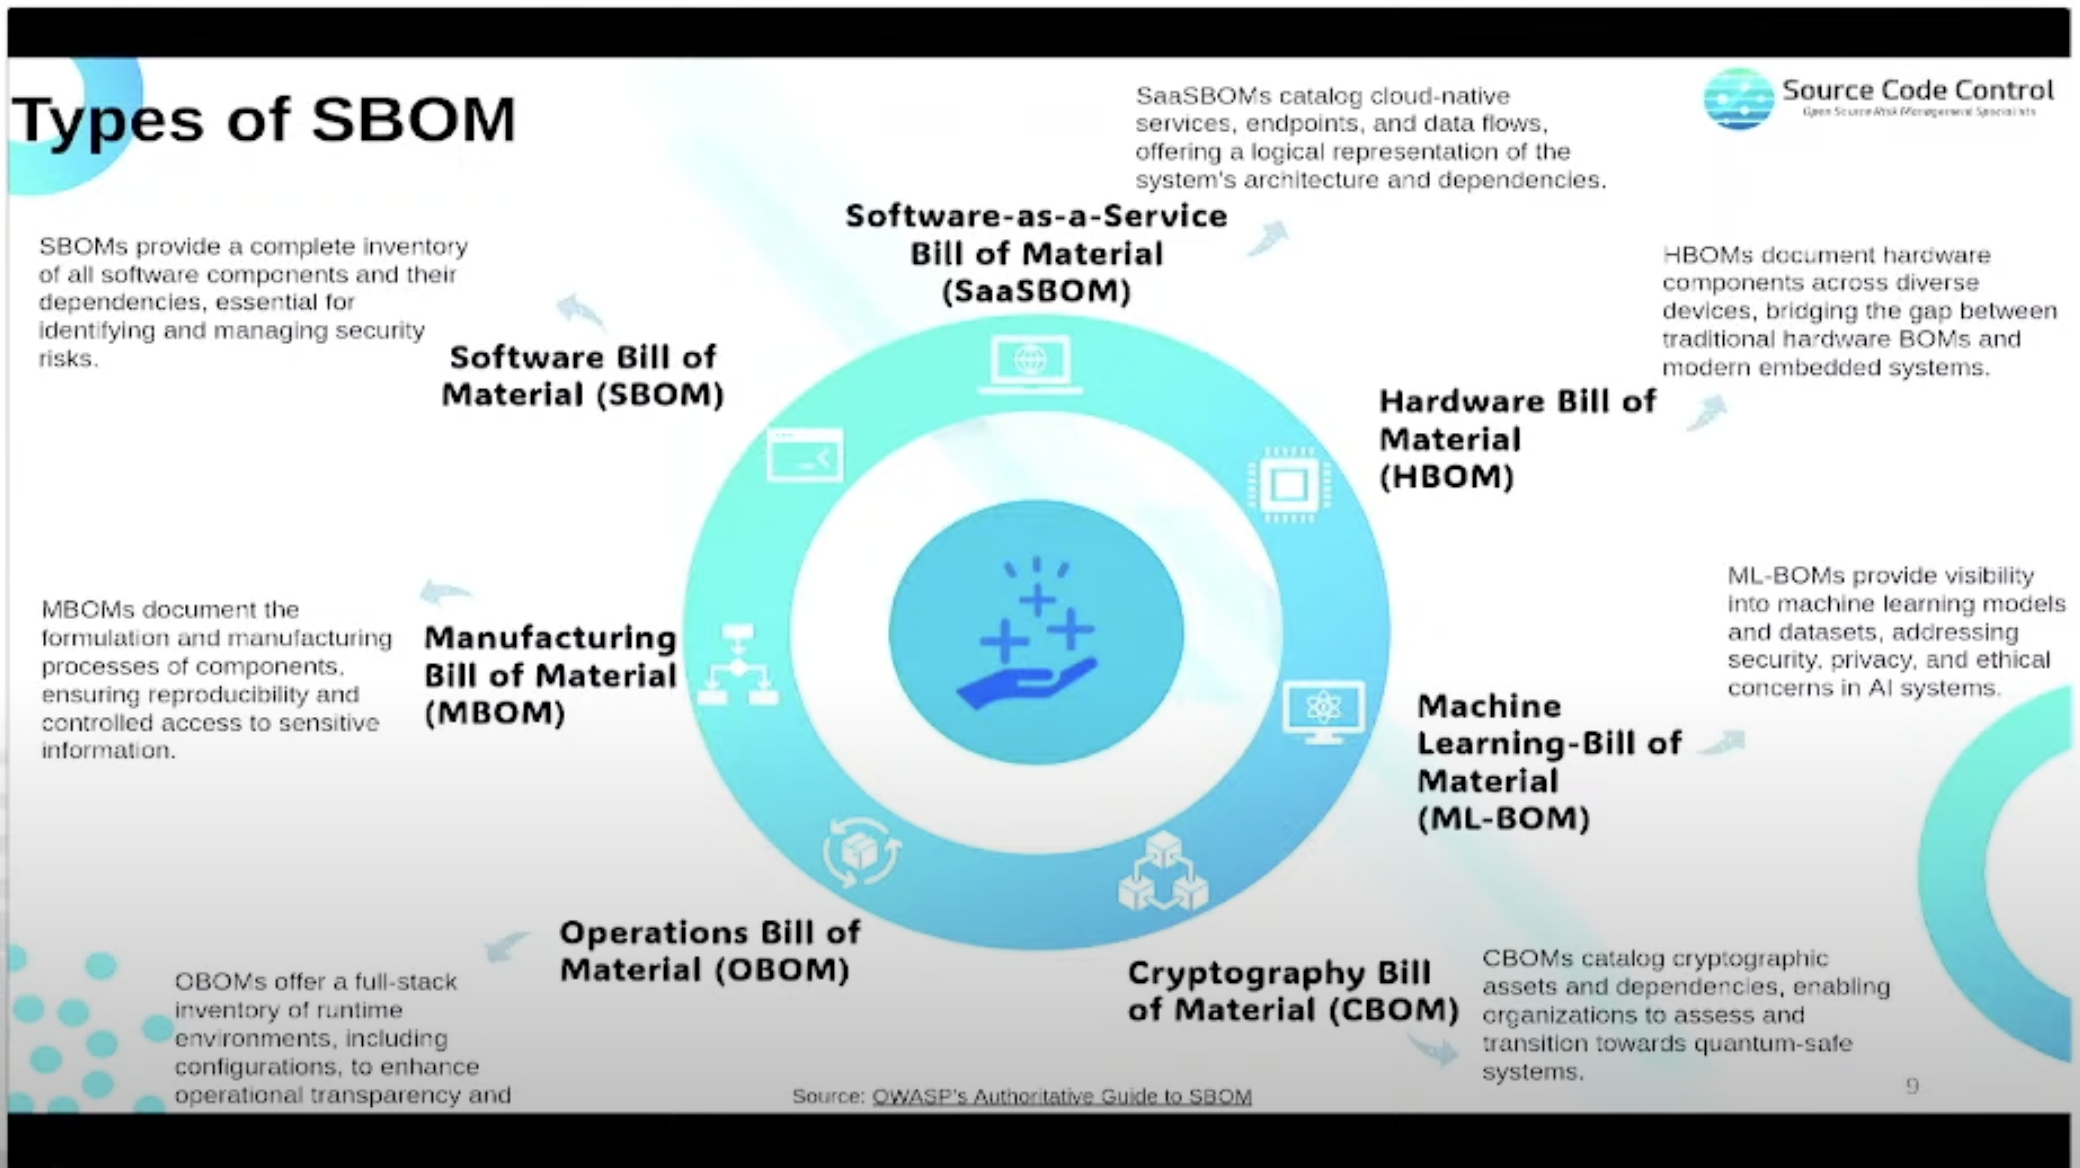 Types of SBOM
Source Code Control
Open Source Risk Management Specialists
SaaSBOMs catalog cloud-native
services, endpoints, and data flows,
offering a logical representation of the
system's architecture and dependencies.
Software-as-a-Service
Bill of Material
(SaaSBOM)
SBOMs provide a complete inventory
of all software components and their
dependencies, essential for
identifying and managing security
risks.
Software Bill of
Material (SBOM)
HBOMs document hardware
components across diverse
devices, bridging the gap between
traditional hardware BOMs and
modern embedded systems.
Hardware Bill of
Material
(HBOM)
MBOMs document the
formulation and manufacturing
processes of components,
ensuring reproducibility and
controlled access to sensitive
information.
Manufacturing
Bill of Material
(MBOM)
ML-BOMs provide visibility
into machine learning models
and datasets, addressing
security, privacy, and ethical
concerns in AI systems.
Machine
Learning-Bill of
Material
(ML-BOM)
Operations Bill of
Material (OBOM)
OBOMs offer a full-stack
inventory of runtime
environments, including
configurations, to enhance
operational transparency and
Cryptography Bill
of Material (CBOM)
CBOMs catalog cryptographic
assets and dependencies, enabling
organizations to assess and
transition towards quantum-safe
systems.
Source: OWASP's Authoritative Guide to SBOM
9